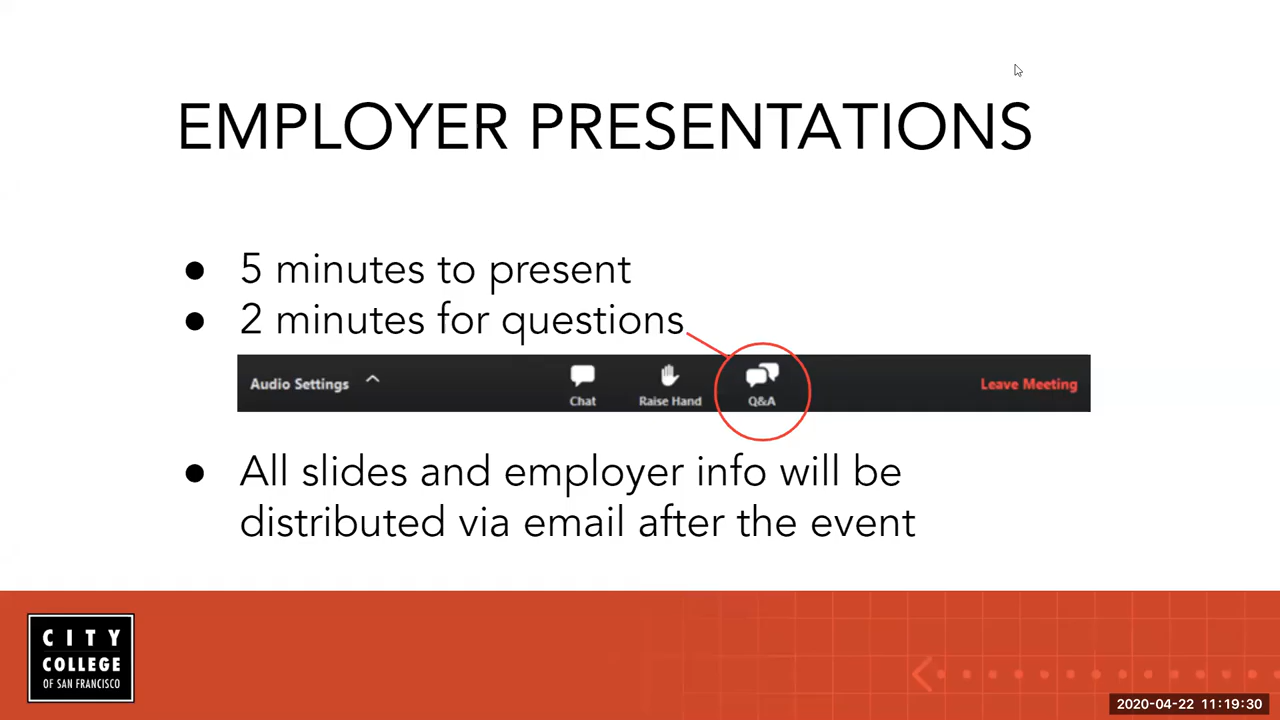 EMPLOYER PRESENTATIONS
● 5 minutes to present
● 2 minutes for questions
Audio Settings
Chat
Raise Hand
Q&A
Leave Meeting
● All slides and employer info will be
distributed via email after the event
CITY
COLLEGE
OF SAN FRANCISCO
2020-04-22 11:19:30